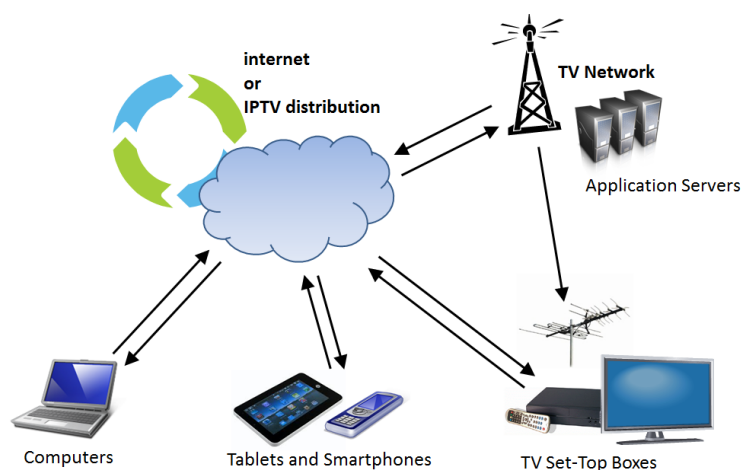 internet
or
IPTV distribution
TV Network
Application Servers
Computers
Tablets and Smartphones
TV Set-Top Boxes